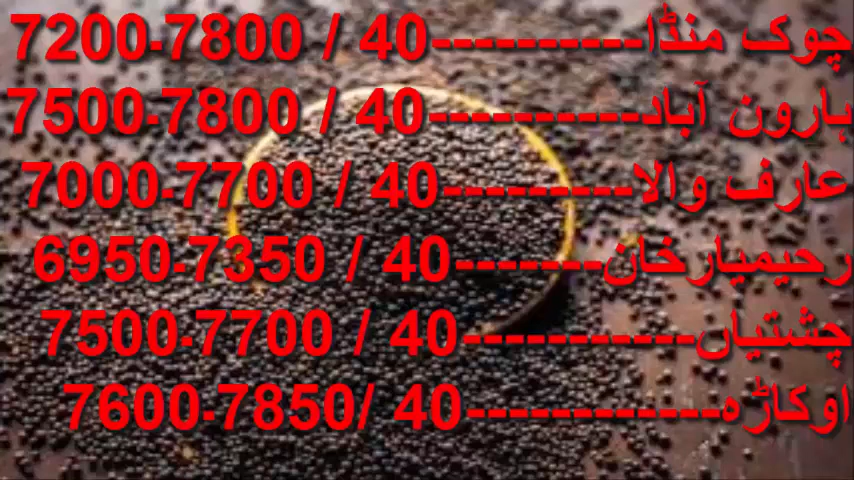 چوک منڈا----------40 / 7200-7800
ہارون آباد----------40 / 7500-7800
عارف والا---------40 / 7000-7700
رحیمیارخان-------40 / 6950-7350
چشتیاں-----------40 / 7500-7700
اوکاڑہ------------40 /7600-7850